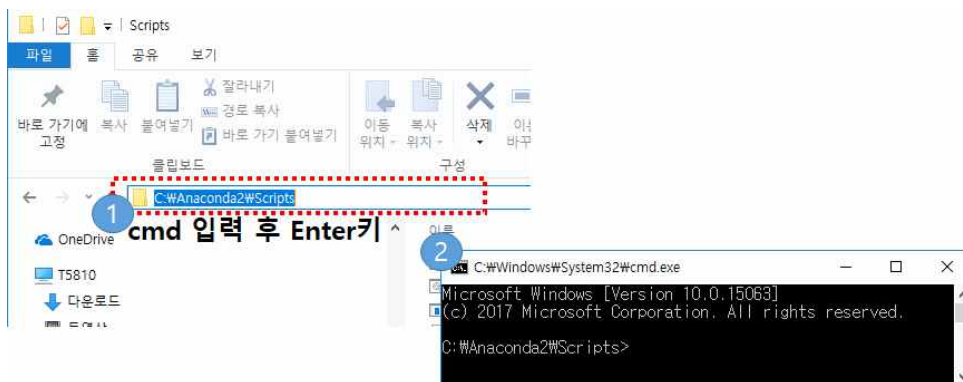 Scripts
파일 홈 공유 보기
바로 가기에 고정
복사
붙여넣기
잘라내기
경로 복사
바로 가기 붙여넣기
이동 위치
복사 위치
삭제
클립보드
구성
1
C:₩Anaconda2₩Scripts
cmd 입력 후 Enter키
OneDrive
T5810
다운로드
이름
2
C:₩Windows₩System32₩cmd.exe
Microsoft Windows [Version 10.0.15063]
(c) 2017 Microsoft Corporation. All rights reserved.
C:₩Anaconda2₩Scripts>